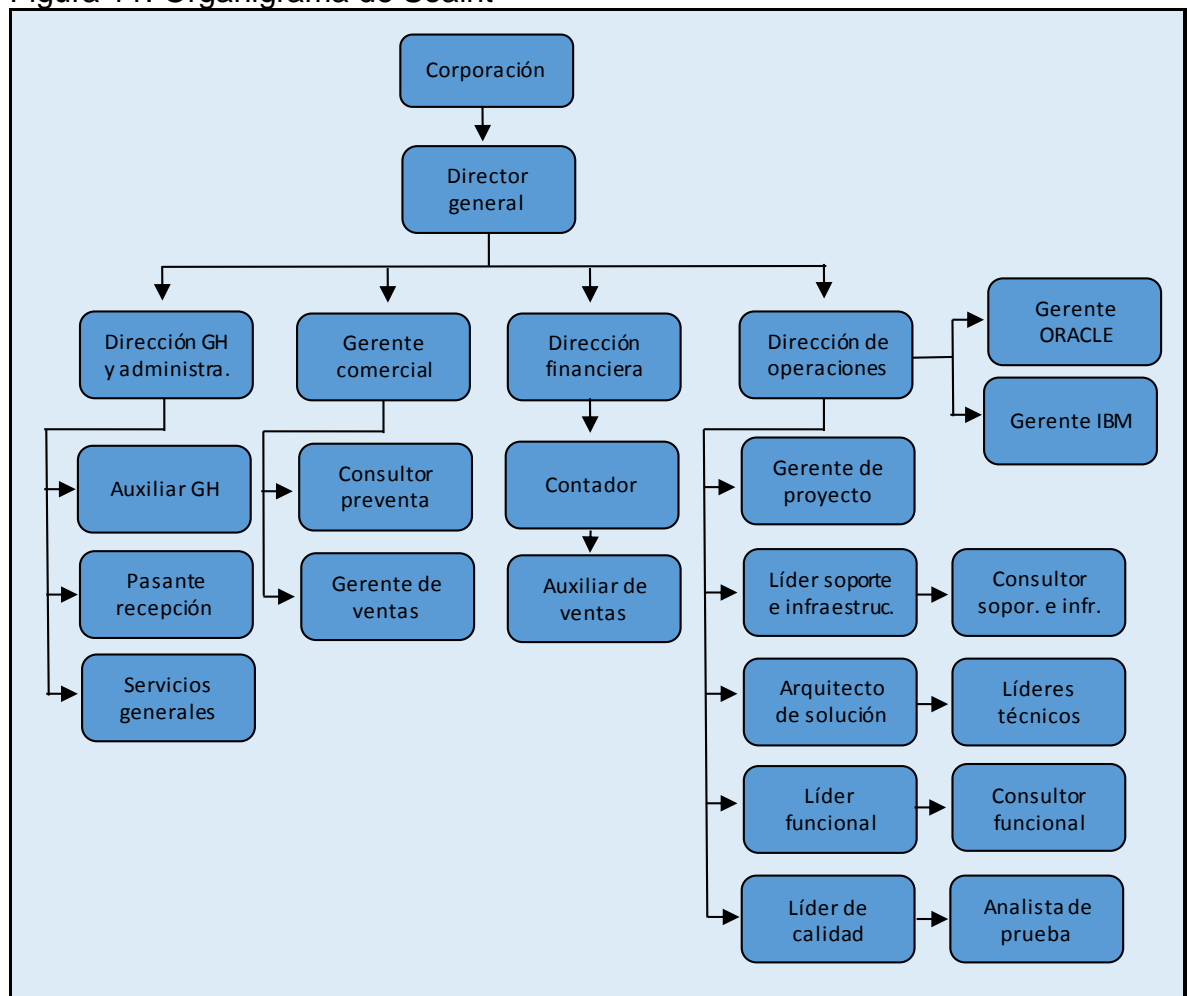 Corporación
Director
general
Dirección GH
y administra.
Gerente
comercial
Dirección
financiera
Dirección de
operaciones
Gerente
ORACLE
Gerente IBM
Auxiliar GH
Consultor
preventa
Contador
Gerente de
proyecto
Pasante
recepción
Gerente de
ventas
Auxiliar de
ventas
Líder soporte
e infraestruc.
Consultor
sopor. e infr.
Servicios
generales
Arquitecto
de solución
Líderes
técnicos
Líder
funcional
Consultor
funcional
Líder de
calidad
Analista de
prueba